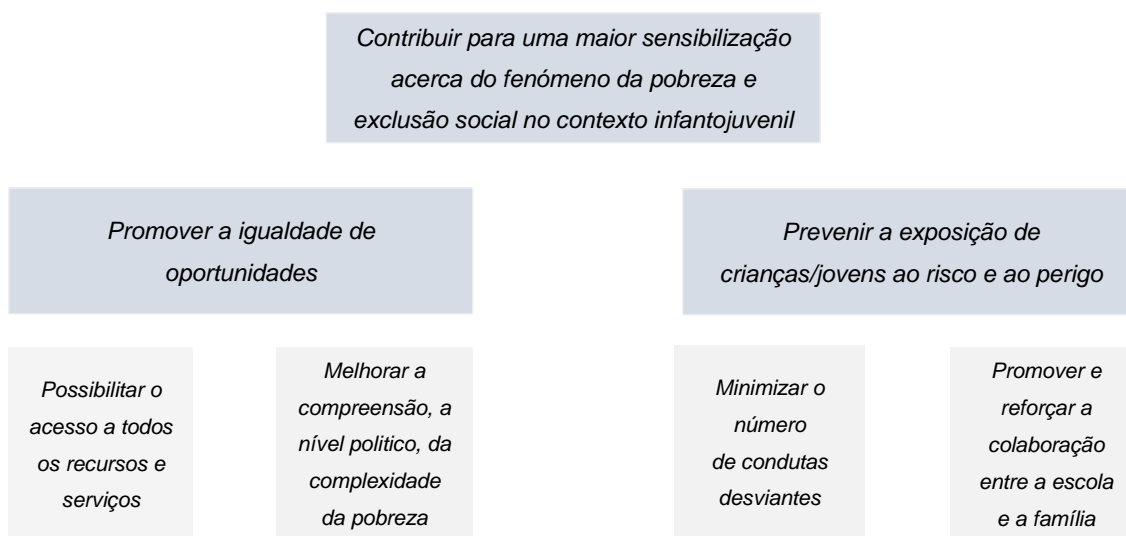 Contribuir para uma maior sensibilização
acerca do fenómeno da pobreza e
exclusão social no contexto infantojuvenil
Promover a igualdade de
oportunidades
Prevenir a exposição de
crianças/jovens ao risco e ao perigo
Possibilitar o
acesso a todos
os recursos e
serviços
Melhorar a
compreensão, a
nível politico, da
complexidade
da pobreza
Minimizar o
número
de condutas
desviantes
Promover e
reforçar a
colaboração
entre a escola
e a família